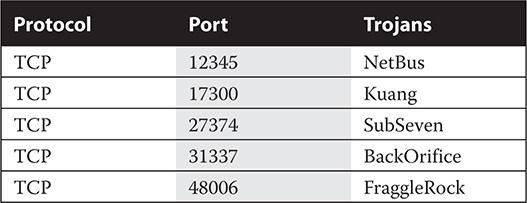 Protocol Port Trojans
TCP 12345 NetBus
TCP 17300 Kuang
TCP 27374 SubSeven
TCP 31337 BackOrifice
TCP 48006 FraggleRock